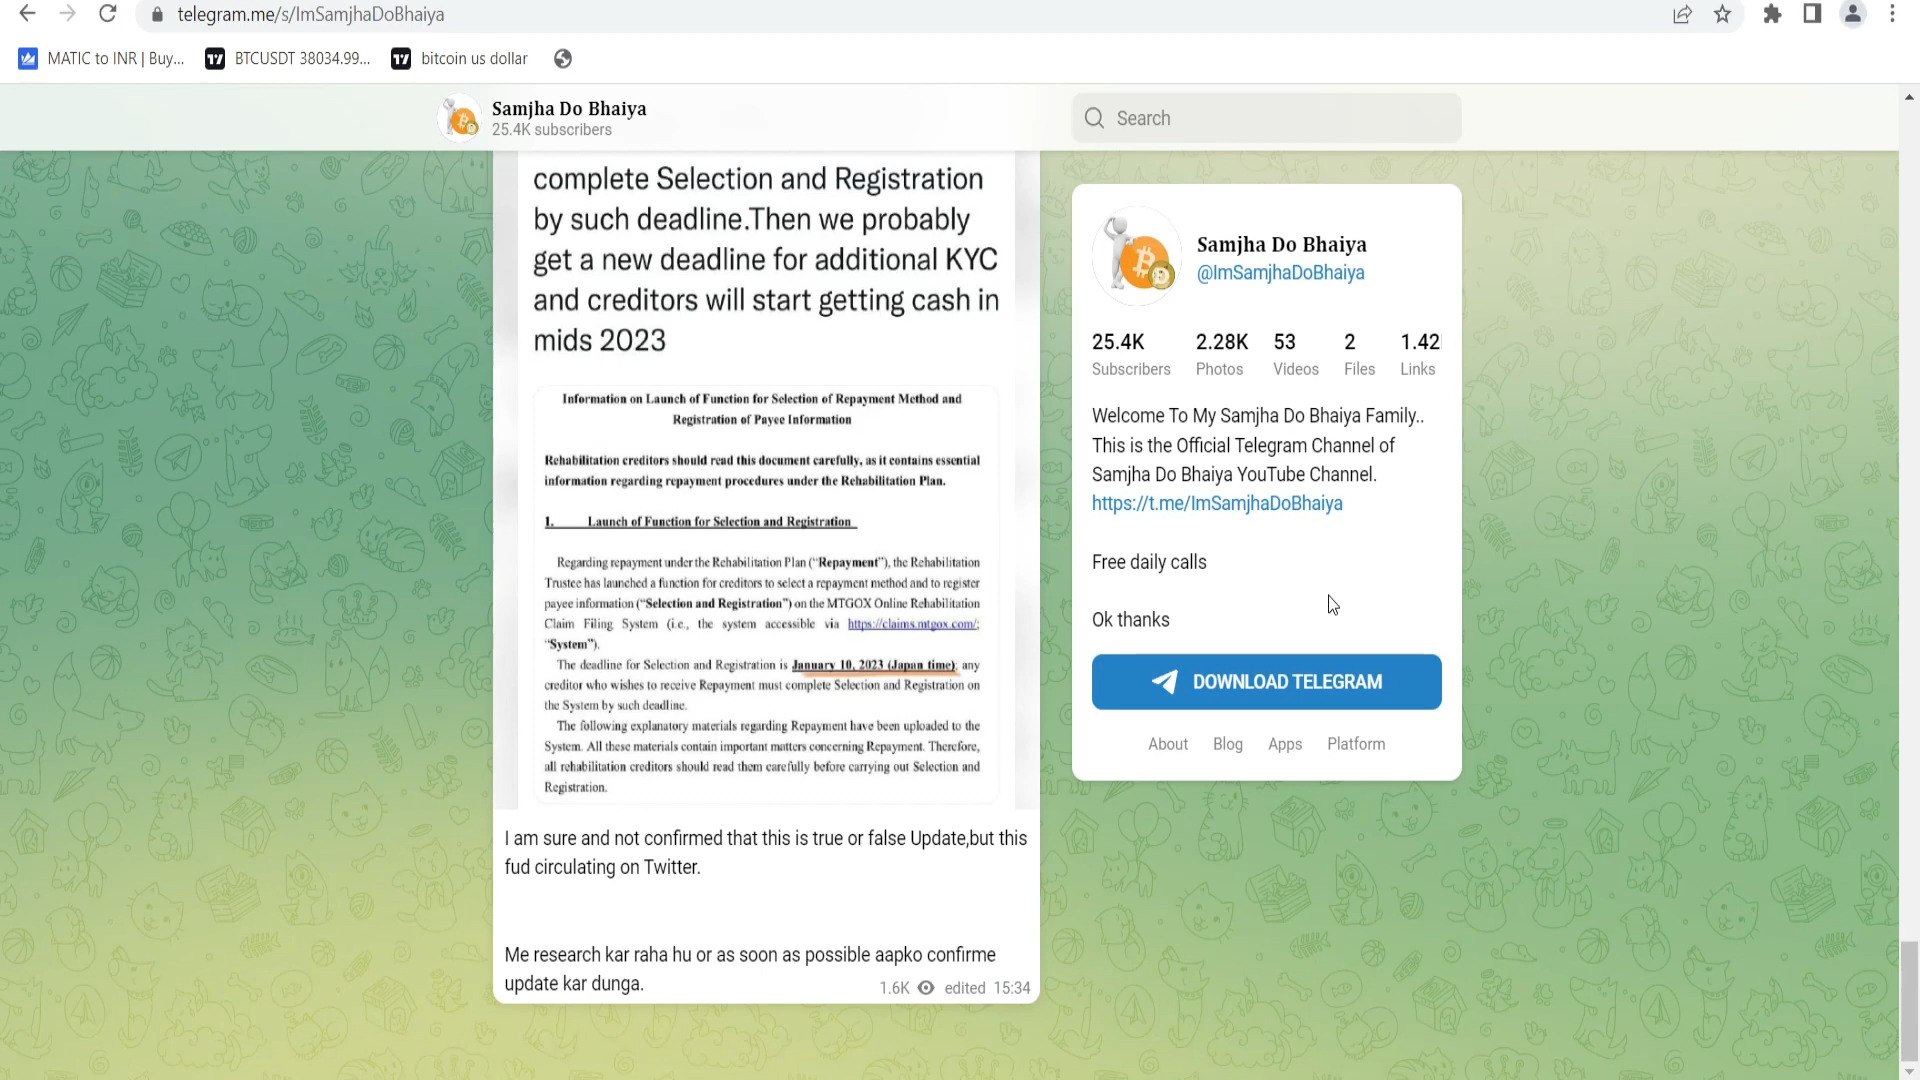 telegram.me/s/ImSamjhaDoBhaiya
MATIC to INR | Buy...
BTCUSDT 38034.99...
bitcoin us dollar
Samjha Do Bhaiya
25.4K subscribers
Search
complete Selection and Registration
by such deadline.Then we probably
get a new deadline for additional KYC
and creditors will start getting cash in
mids 2023
Information on Launch of Function for Selection of Repayment Method and
Registration of Payee Information
Rehabilitation creditors should read this document carefully, as it contains essential
information regarding repayment procedures under the Rehabilitation Plan.
1. Launch of Function for Selection and Registration
Regarding repayment under the Rehabilitation Plan ("Repayment"), the Rehabilitation
Trustee has launched a function for creditors to select a repayment method and to register
payee information ("Selection and Registration") on the MTGOX Online Rehabilitation
Claim Filing System (i.e., the system accessible via https://claims.mtgox.com/;
"System").
The deadline for Selection and Registration is January 10, 2023 (Japan time); any
creditor who wishes to receive Repayment must complete Selection and Registration on
the System by such deadline.
The following explanatory materials regarding Repayment have been uploaded to the
System. All these materials contain important matters concerning Repayment. Therefore,
all rehabilitation creditors should read them carefully before carrying out Selection and
Registration.
I am sure and not confirmed that this is true or false Update,but this
fud circulating on Twitter.
Me research kar raha hu or as soon as possible aapko confirme
update kar dunga.
1.6K edited 15:34
Samjha Do Bhaiya
@ImSamjhaDoBhaiya
25.4K 2.28K 53 2 1.42
Subscribers Photos Videos Files Links
Welcome To My Samjha Do Bhaiya Family..
This is the Official Telegram Channel of
Samjha Do Bhaiya YouTube Channel.
https://t.me/ImSamjhaDoBhaiya
Free daily calls
Ok thanks
DOWNLOAD TELEGRAM
About Blog Apps Platform